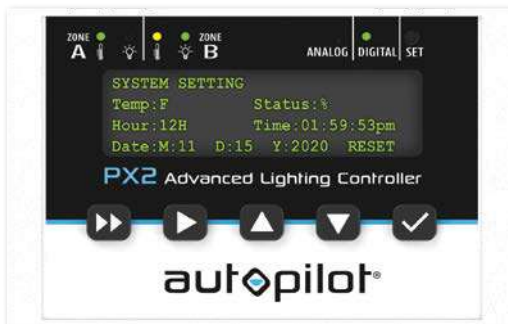 ZONE A ZONE B ANALOG DIGITAL SET
SYSTEM SETTING
Temp:F Status:%
Hour:12H Time:01:59:53pm
Date:M:11 D:15 Y:2020 RESET
PX2 Advanced Lighting Controller
autopilot®